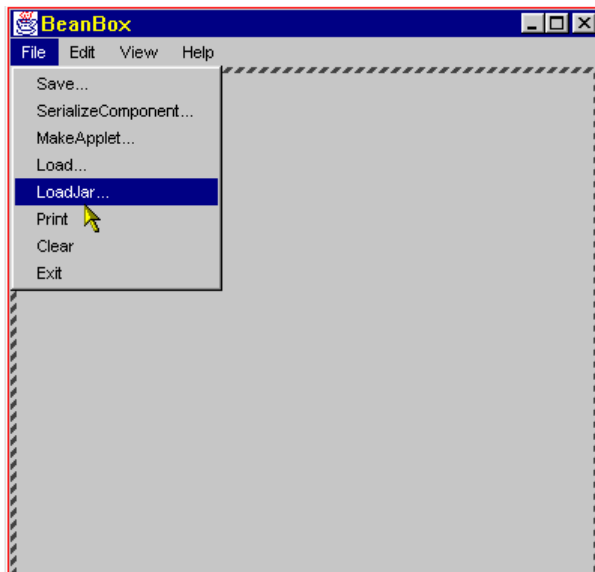 BeanBox
File Edit View Help
Save...
SerializeComponent...
MakeApplet...
Load...
LoadJar...
Print
Clear
Exit